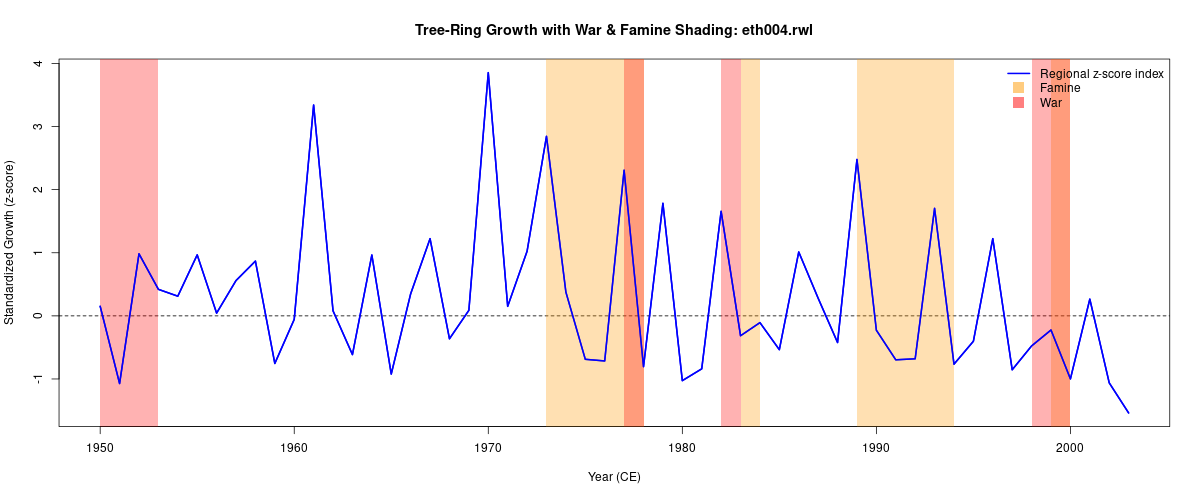 Tree-Ring Growth with War & Famine Shading: eth004.rwl
Standardized Growth (z-score)
4
3
2
1
0
-1
Regional z-score index
Famine
War
1950 1960 1970 1980 1990 2000
Year (CE)